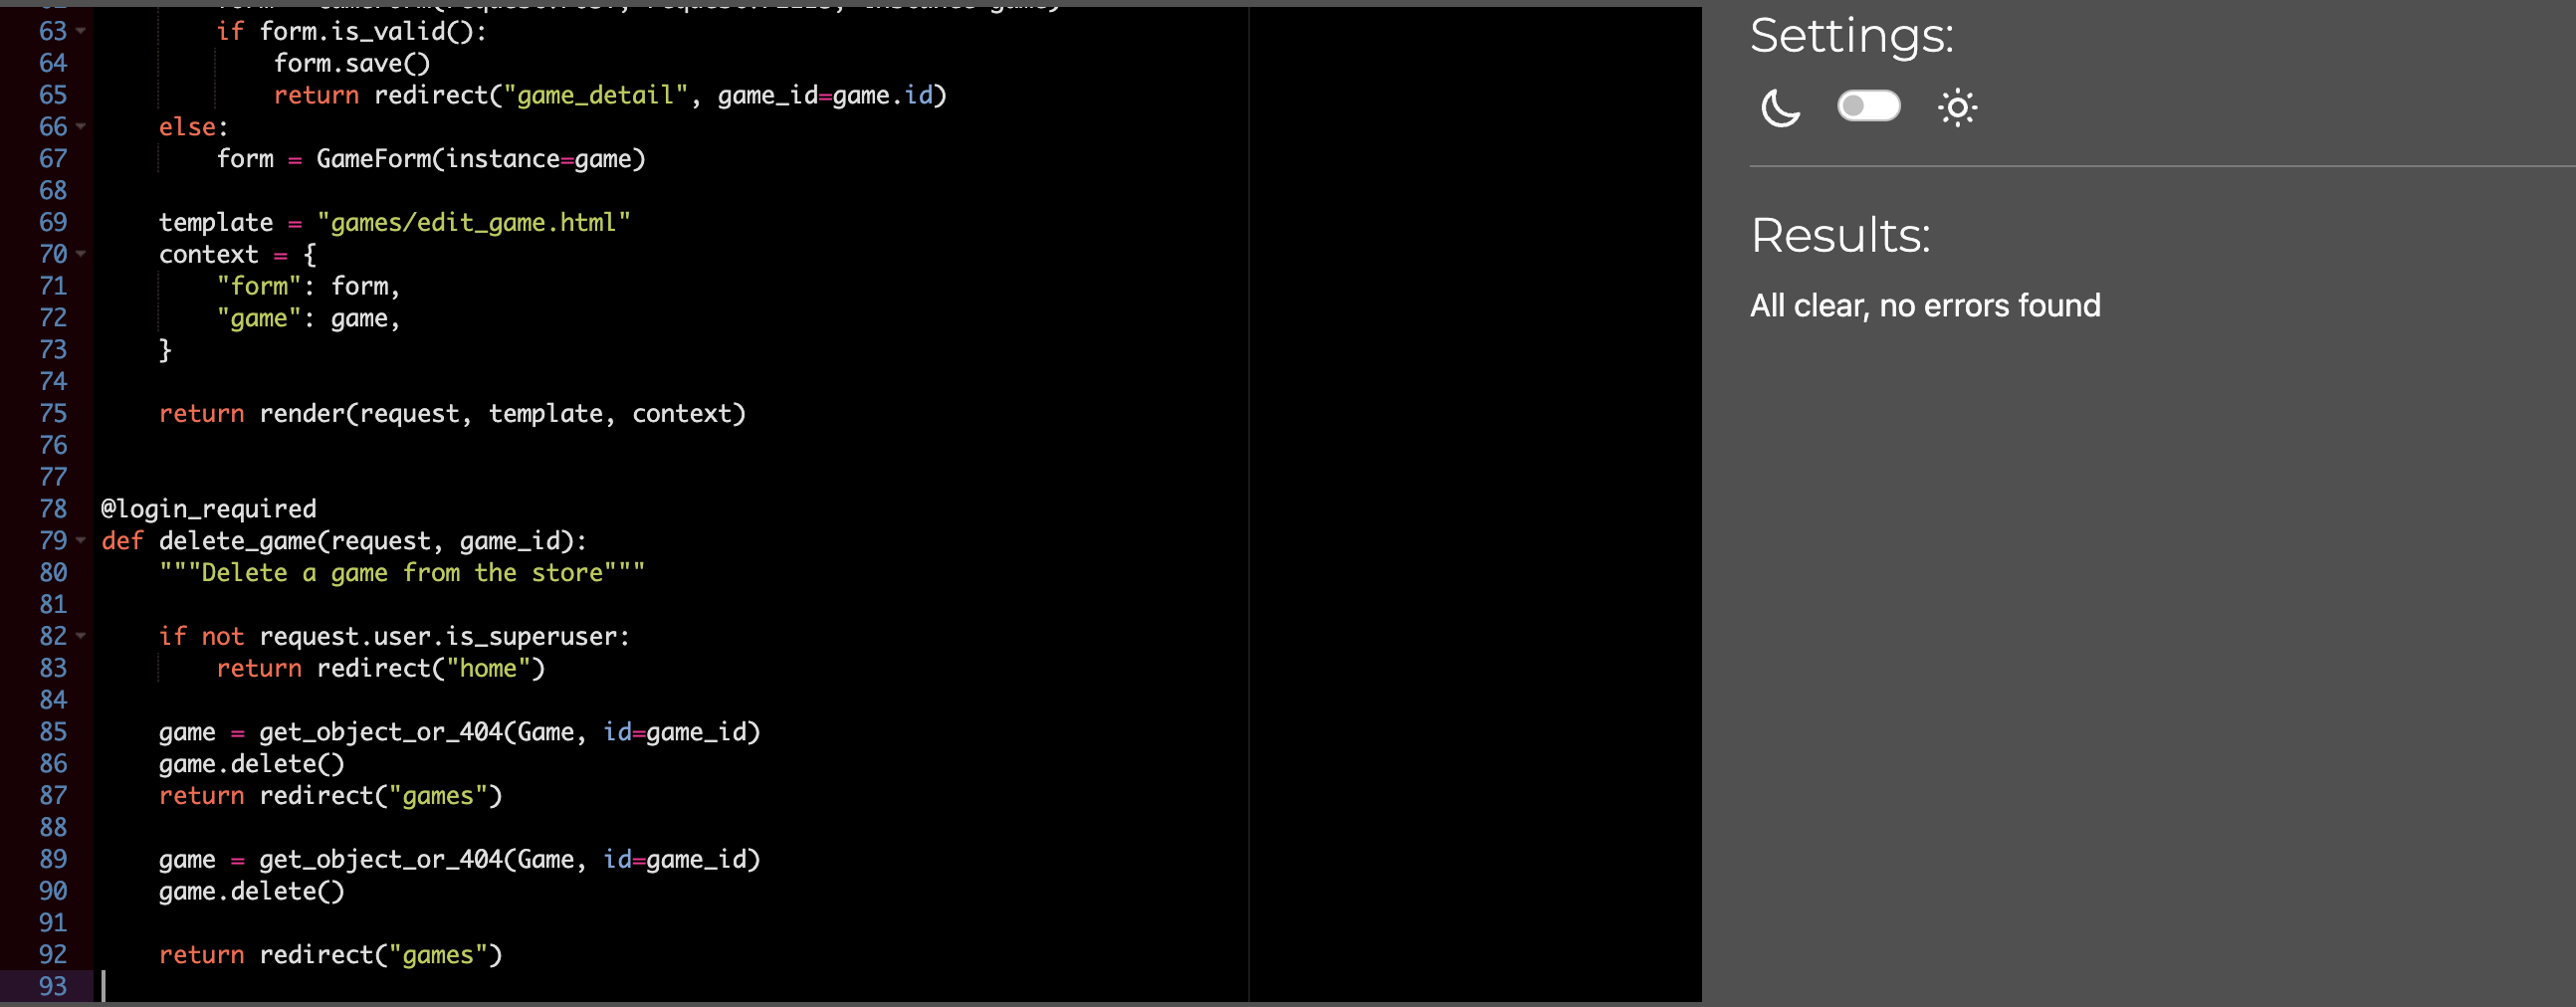 63 if form.is_valid():
64 form.save()
65 return redirect("game_detail", game_id=game.id)
66 else:
67 form = GameForm(instance=game)
68
69 template = "games/edit_game.html"
70 context = {
71 "form": form,
72 "game": game,
73 }
74
75 return render(request, template, context)
76
77
78 @login_required
79 def delete_game(request, game_id):
80 """Delete a game from the store"""
81
82 if not request.user.is_superuser:
83 return redirect("home")
84
85 game = get_object_or_404(Game, id=game_id)
86 game.delete()
87 return redirect("games")
88
89 game = get_object_or_404(Game, id=game_id)
90 game.delete()
91
92 return redirect("games")
93
Settings:
Results:
All clear, no errors found